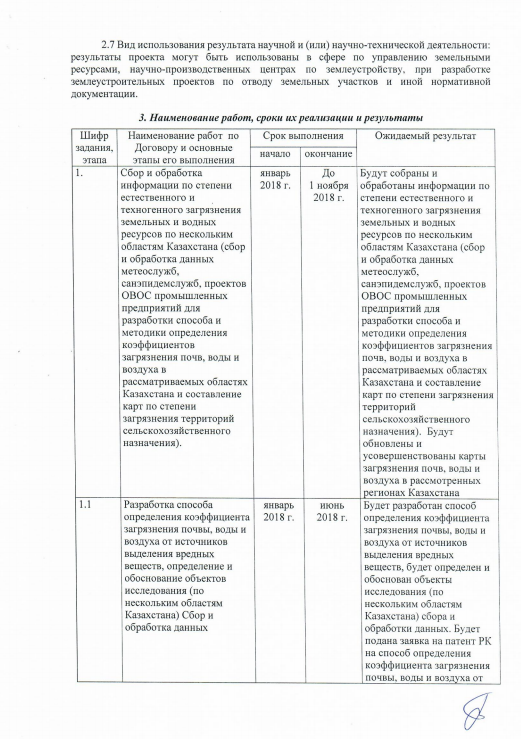 2.7 Вид использования результата научной и (или) научно-технической деятельности:
результаты проекта могут быть использованы в сфере по управлению земельными
ресурсами, научно-производственных центрах по землеустройству, при разработке
землеустроительных проектов по отводу земельных участков и иной нормативной
документации.
3. Наименование работ, сроки их реализации и результаты
Шифр
задания,
этапа
Наименование работ по
Договору и основные
этапы его выполнения
Срок выполнения
начало
окончание
Ожидаемый результат
1.
Сбор и обработка
информации по степени
естественного и
техногенного загрязнения
земельных и водных
ресурсов по нескольким
областям Казахстана (сбор
и обработка данных
метеослужб,
санэпидемслужб, проектов
ОВОС промышленных
предприятий для
разработки способа и
методики определения
коэффициентов
загрязнения почв, воды и
воздуха в
рассматриваемых областях
Казахстана и составление
карт по степени
загрязнения территорий
сельскохозяйственного
назначения).
январь
2018 г.
До
1 ноября
2018 г.
Будут собраны и
обработаны информации по
степени естественного и
техногенного загрязнения
земельных и водных
ресурсов по нескольким
областям Казахстана (сбор
и обработка данных
метеослужб,
санэпидемслужб, проектов
ОВОС промышленных
предприятий для
разработки способа и
методики определения
коэффициентов загрязнения
почв, воды и воздуха в
рассматриваемых областях
Казахстана и составление
карт по степени загрязнения
территорий
сельскохозяйственного
назначения). Будут
обновлены и
усовершенствованы карты
загрязнения почв, воды и
воздуха в рассмотренных
регионах Казахстана
1.1
Разработка способа
определения коэффициента
загрязнения почвы, воды и
воздуха от источников
выделения вредных
веществ, определение и
обоснование объектов
исследования (по
нескольким областям
Казахстана) Сбор и
обработка данных
январь
2018 г.
июнь
2018 г.
Будет разработан способ
определения коэффициента
загрязнения почвы, воды и
воздуха от источников
выделения вредных
веществ, будет определен и
обоснован объекты
исследования (по
нескольким областям
Казахстана) сбора и
обработки данных. Будет
подана заявка на патент РК
на способ определения
коэффициента загрязнения
почвы, воды и воздуха от